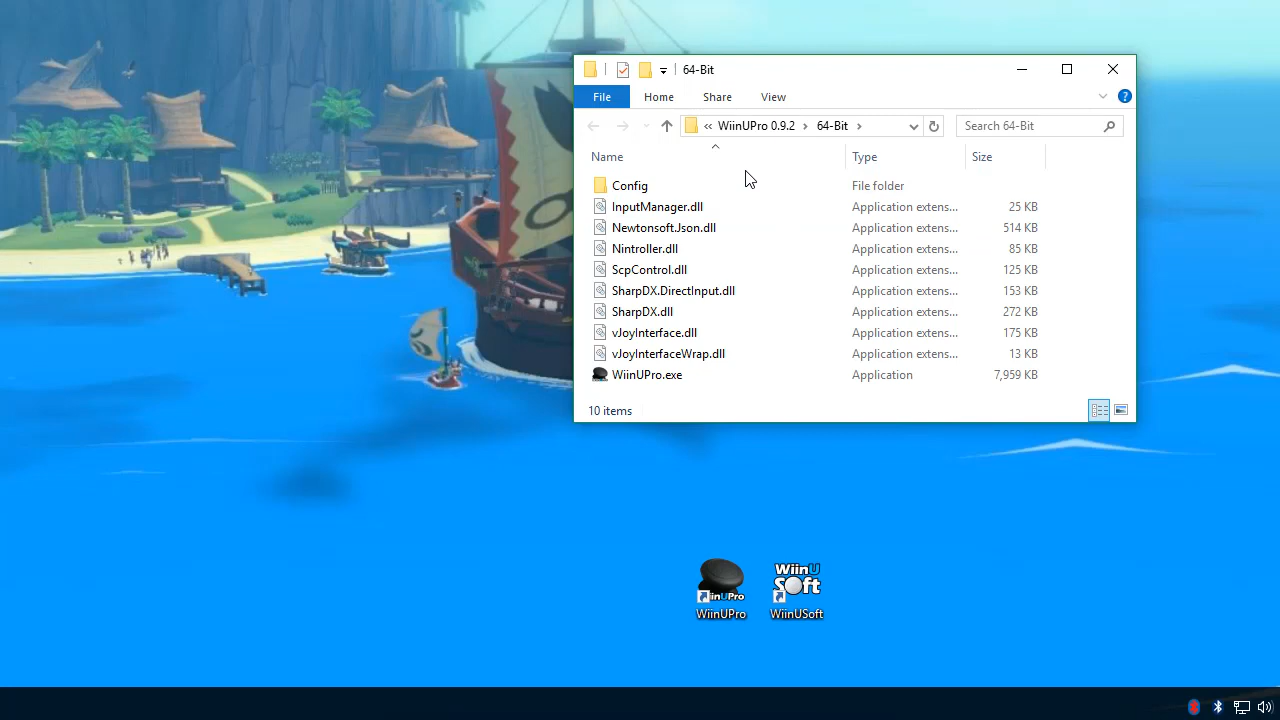 64-Bit
File Home Share View
« WiinUPro 0.9.2 › 64-Bit › Search 64-Bit
Name Type Size
Config File folder
InputManager.dll Application extens... 25 KB
Newtonsoft.Json.dll Application extens... 514 KB
Nintroller.dll Application extens... 85 KB
ScpControl.dll Application extens... 125 KB
SharpDX.DirectInput.dll Application extens... 153 KB
SharpDX.dll Application extens... 272 KB
vJoyInterface.dll Application extens... 175 KB
vJoyInterfaceWrap.dll Application extens... 13 KB
WiinUPro.exe Application 7,959 KB
10 items
WiinU
Soft
inUPro
WiinUPro WiinUSoft